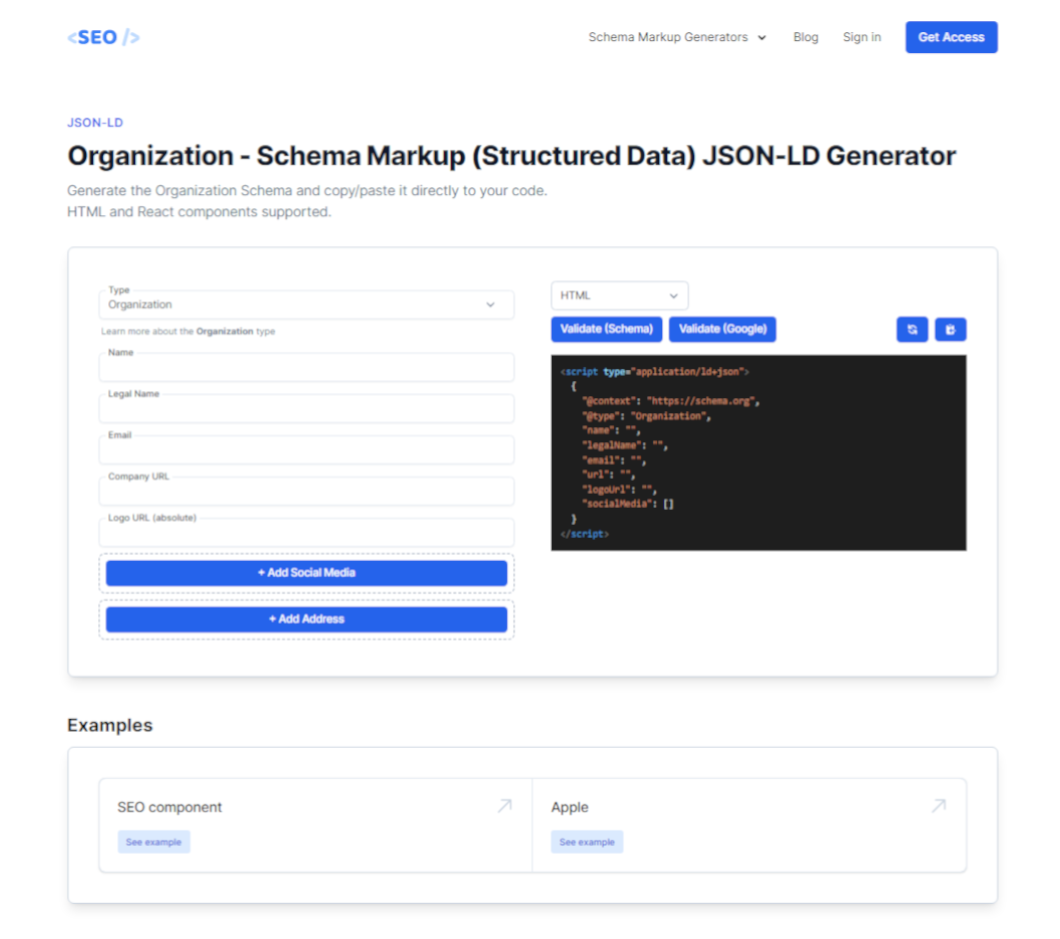 <SEO />
Schema Markup Generators
Blog
Sign in
Get Access
JSON-LD
Organization - Schema Markup (Structured Data) JSON-LD Generator
Generate the Organization Schema and copy/paste it directly to your code.
HTML and React components supported.
Type
Organization
Learn more about the Organization type
Name
Legal Name
Email
Company URL
Logo URL (absolute)
+ Add Social Media
+ Add Address
HTML
Validate (Schema)
Validate (Google)
<script type="application/ld+json">
{
"@context": "https://schema.org",
"@type": "Organization",
"name": "",
"legalName": "",
"email": "",
"url": "",
"logoUrl": "",
"socialMedia": []
}
</script>
Examples
SEO component
See example
Apple
See example